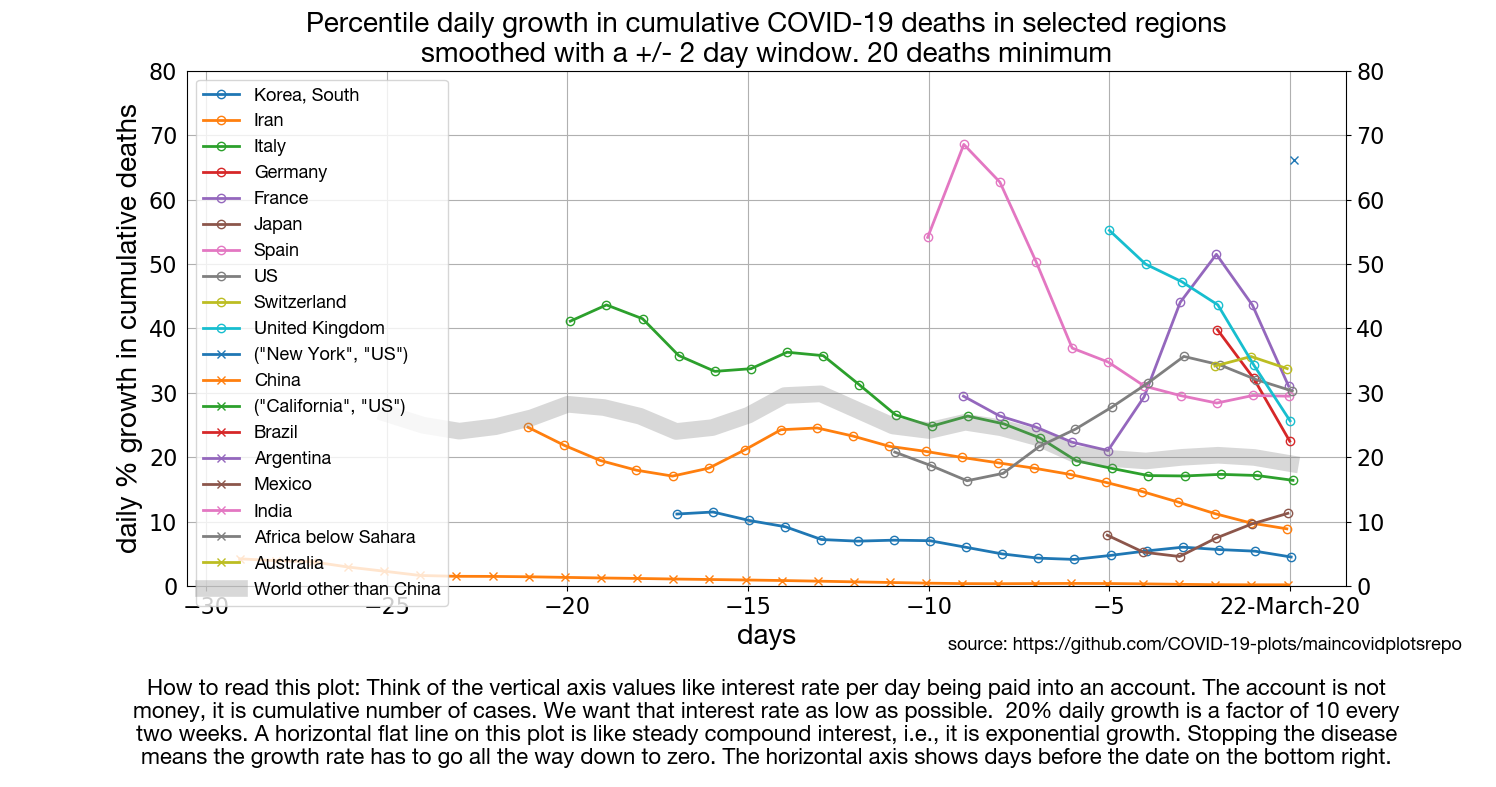 Percentile daily growth in cumulative COVID-19 deaths in selected regions
smoothed with a +/- 2 day window. 20 deaths minimum
daily % growth in cumulative deaths
80
70
60
50
40
30
20
10
0
80
70
60
50
40
30
20
10
0
Korea, South
Iran
Italy
Germany
France
Japan
Spain
US
Switzerland
United Kingdom
("New York", "US")
China
("California", "US")
Brazil
Argentina
Mexico
India
Africa below Sahara
Australia
World other than China
−30 −25 −20 −15 −10 −5 22-March-20
days
source: https://github.com/COVID-19-plots/maincovidplotsrepo
How to read this plot: Think of the vertical axis values like interest rate per day being paid into an account. The account is not
money, it is cumulative number of cases. We want that interest rate as low as possible.  20% daily growth is a factor of 10 every
two weeks. A horizontal flat line on this plot is like steady compound interest, i.e., it is exponential growth. Stopping the disease
means the growth rate has to go all the way down to zero. The horizontal axis shows days before the date on the bottom right.